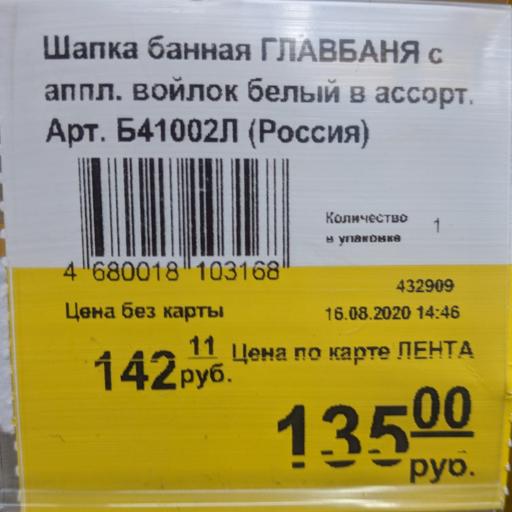 Шапка банная ГЛАВБАНЯ с
аппл. войлок белый в ассорт.
Арт. Б41002Л (Россия)
Количество
в упаковке 1
4 680018 103168
432909
Цена без карты 16.08.2020 14:46
142 11 руб.
Цена по карте ЛЕНТА
135 00 руб.